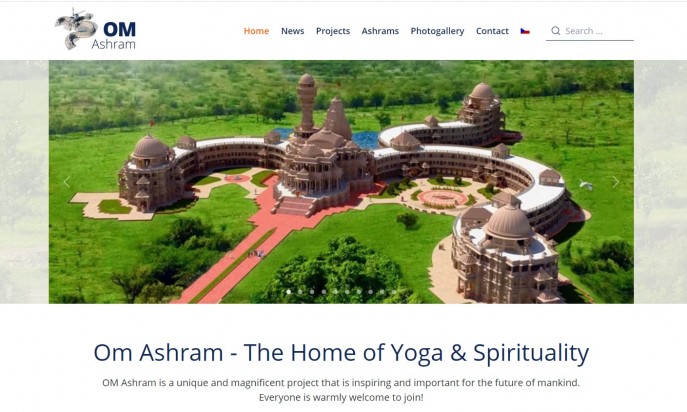 OM
Ashram
Home News Projects Ashrams Photogallery Contact Search ...
Om Ashram - The Home of Yoga & Spirituality
OM Ashram is a unique and magnificent project that is inspiring and important for the future of mankind.
Everyone is warmly welcome to join!